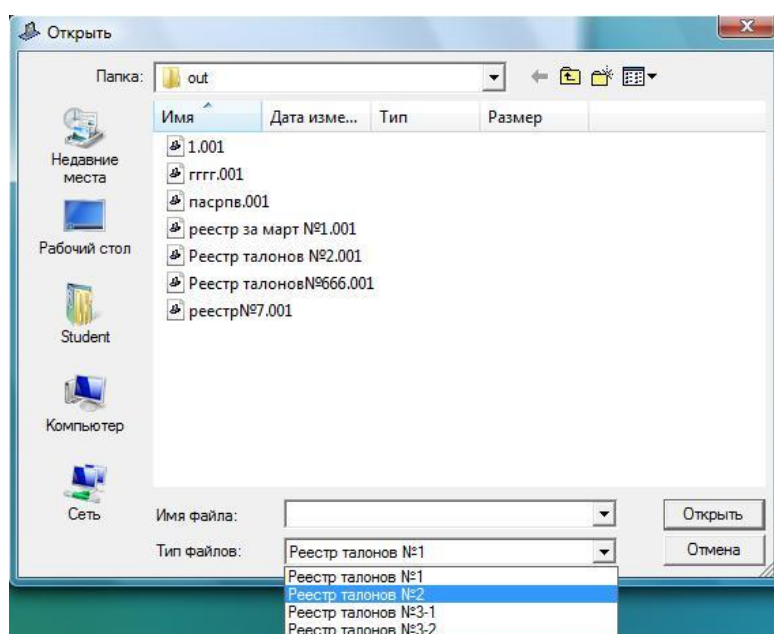 Открыть
Папка: out
Имя Дата изме... Тип Размер
1.001
гггг.001
пасрпв.001
реестр за март №1.001
Реестр талонов №2.001
Реестр талонов№666.001
реестр№7.001
Недавние места
Рабочий стол
Student
Компьютер
Сеть
Имя файла:
Открыть
Тип файлов: Реестр талонов №1
Отмена
Реестр талонов №1
Реестр талонов №2
Реестр талонов №3-1
Реестр талонов №3-2